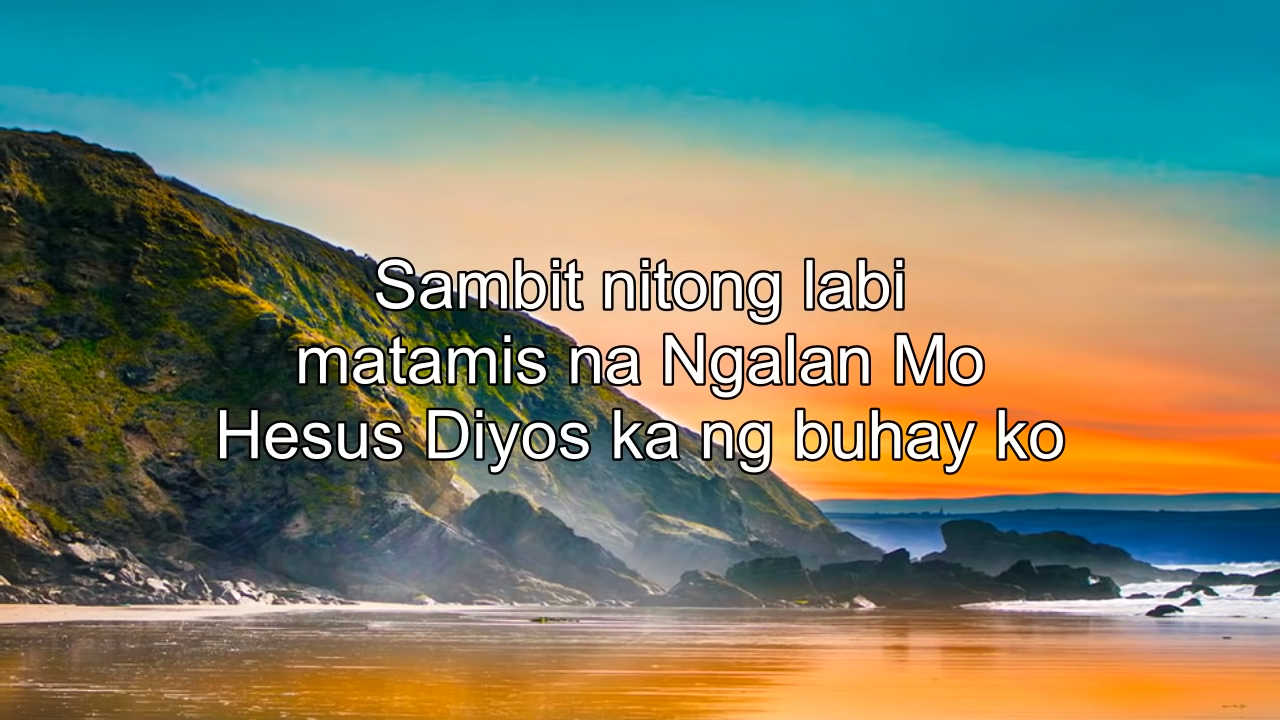 Sambit nitong labi
matamis na Ngalan Mo
Hesus Diyos ka ng buhay ko